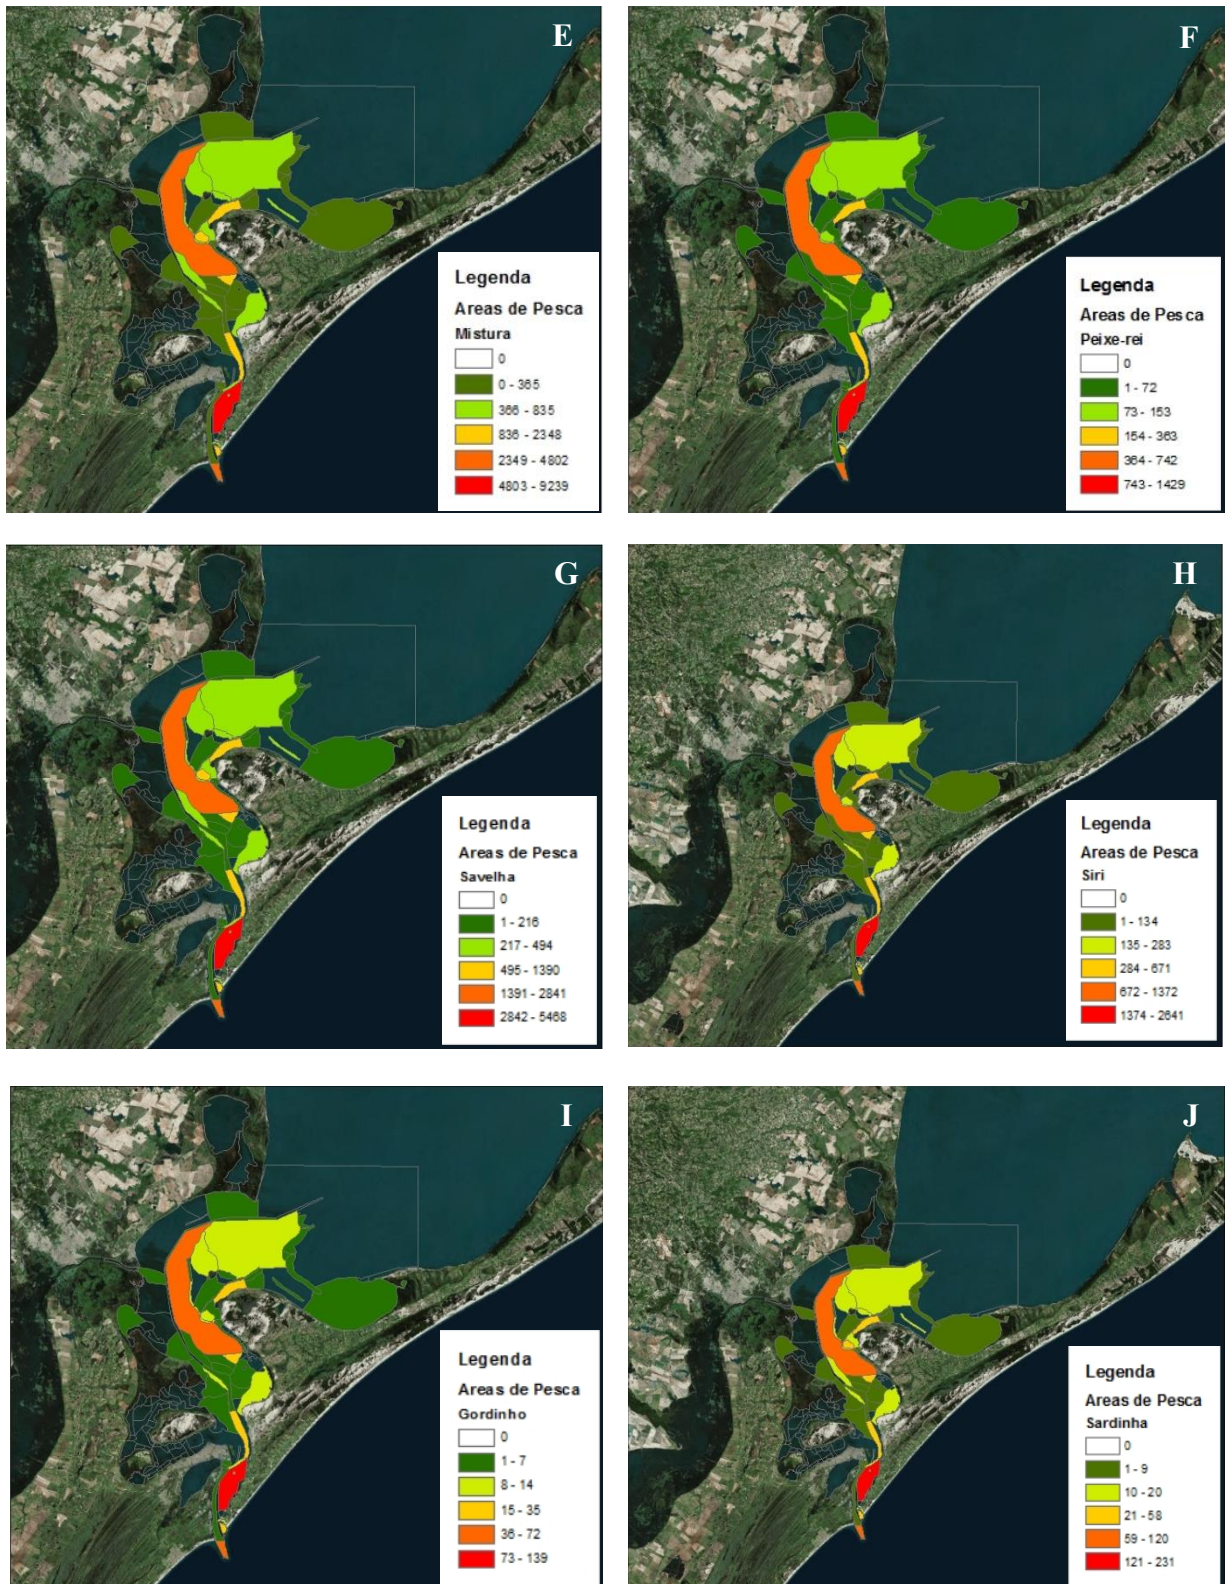 E
Legenda
Areas de Pesca
Mistura
0
0 - 365
366 - 835
836 - 2348
2349 - 4802
4803 - 9239
F
Legenda
Areas de Pesca
Peixe-rei
0
1 - 72
73 - 153
154 - 363
364 - 742
743 - 1429
G
Legenda
Areas de Pesca
Savelha
0
1 - 216
217 - 494
495 - 1390
1391 - 2841
2842 - 5468
H
Legenda
Areas de Pesca
Siri
0
1 - 134
135 - 283
284 - 671
672 - 1372
1374 - 2641
I
Legenda
Areas de Pesca
Gordinho
0
1 - 7
8 - 14
15 - 35
36 - 72
73 - 139
J
Legenda
Areas de Pesca
Sardinha
0
1 - 9
10 - 20
21 - 58
59 - 120
121 - 231